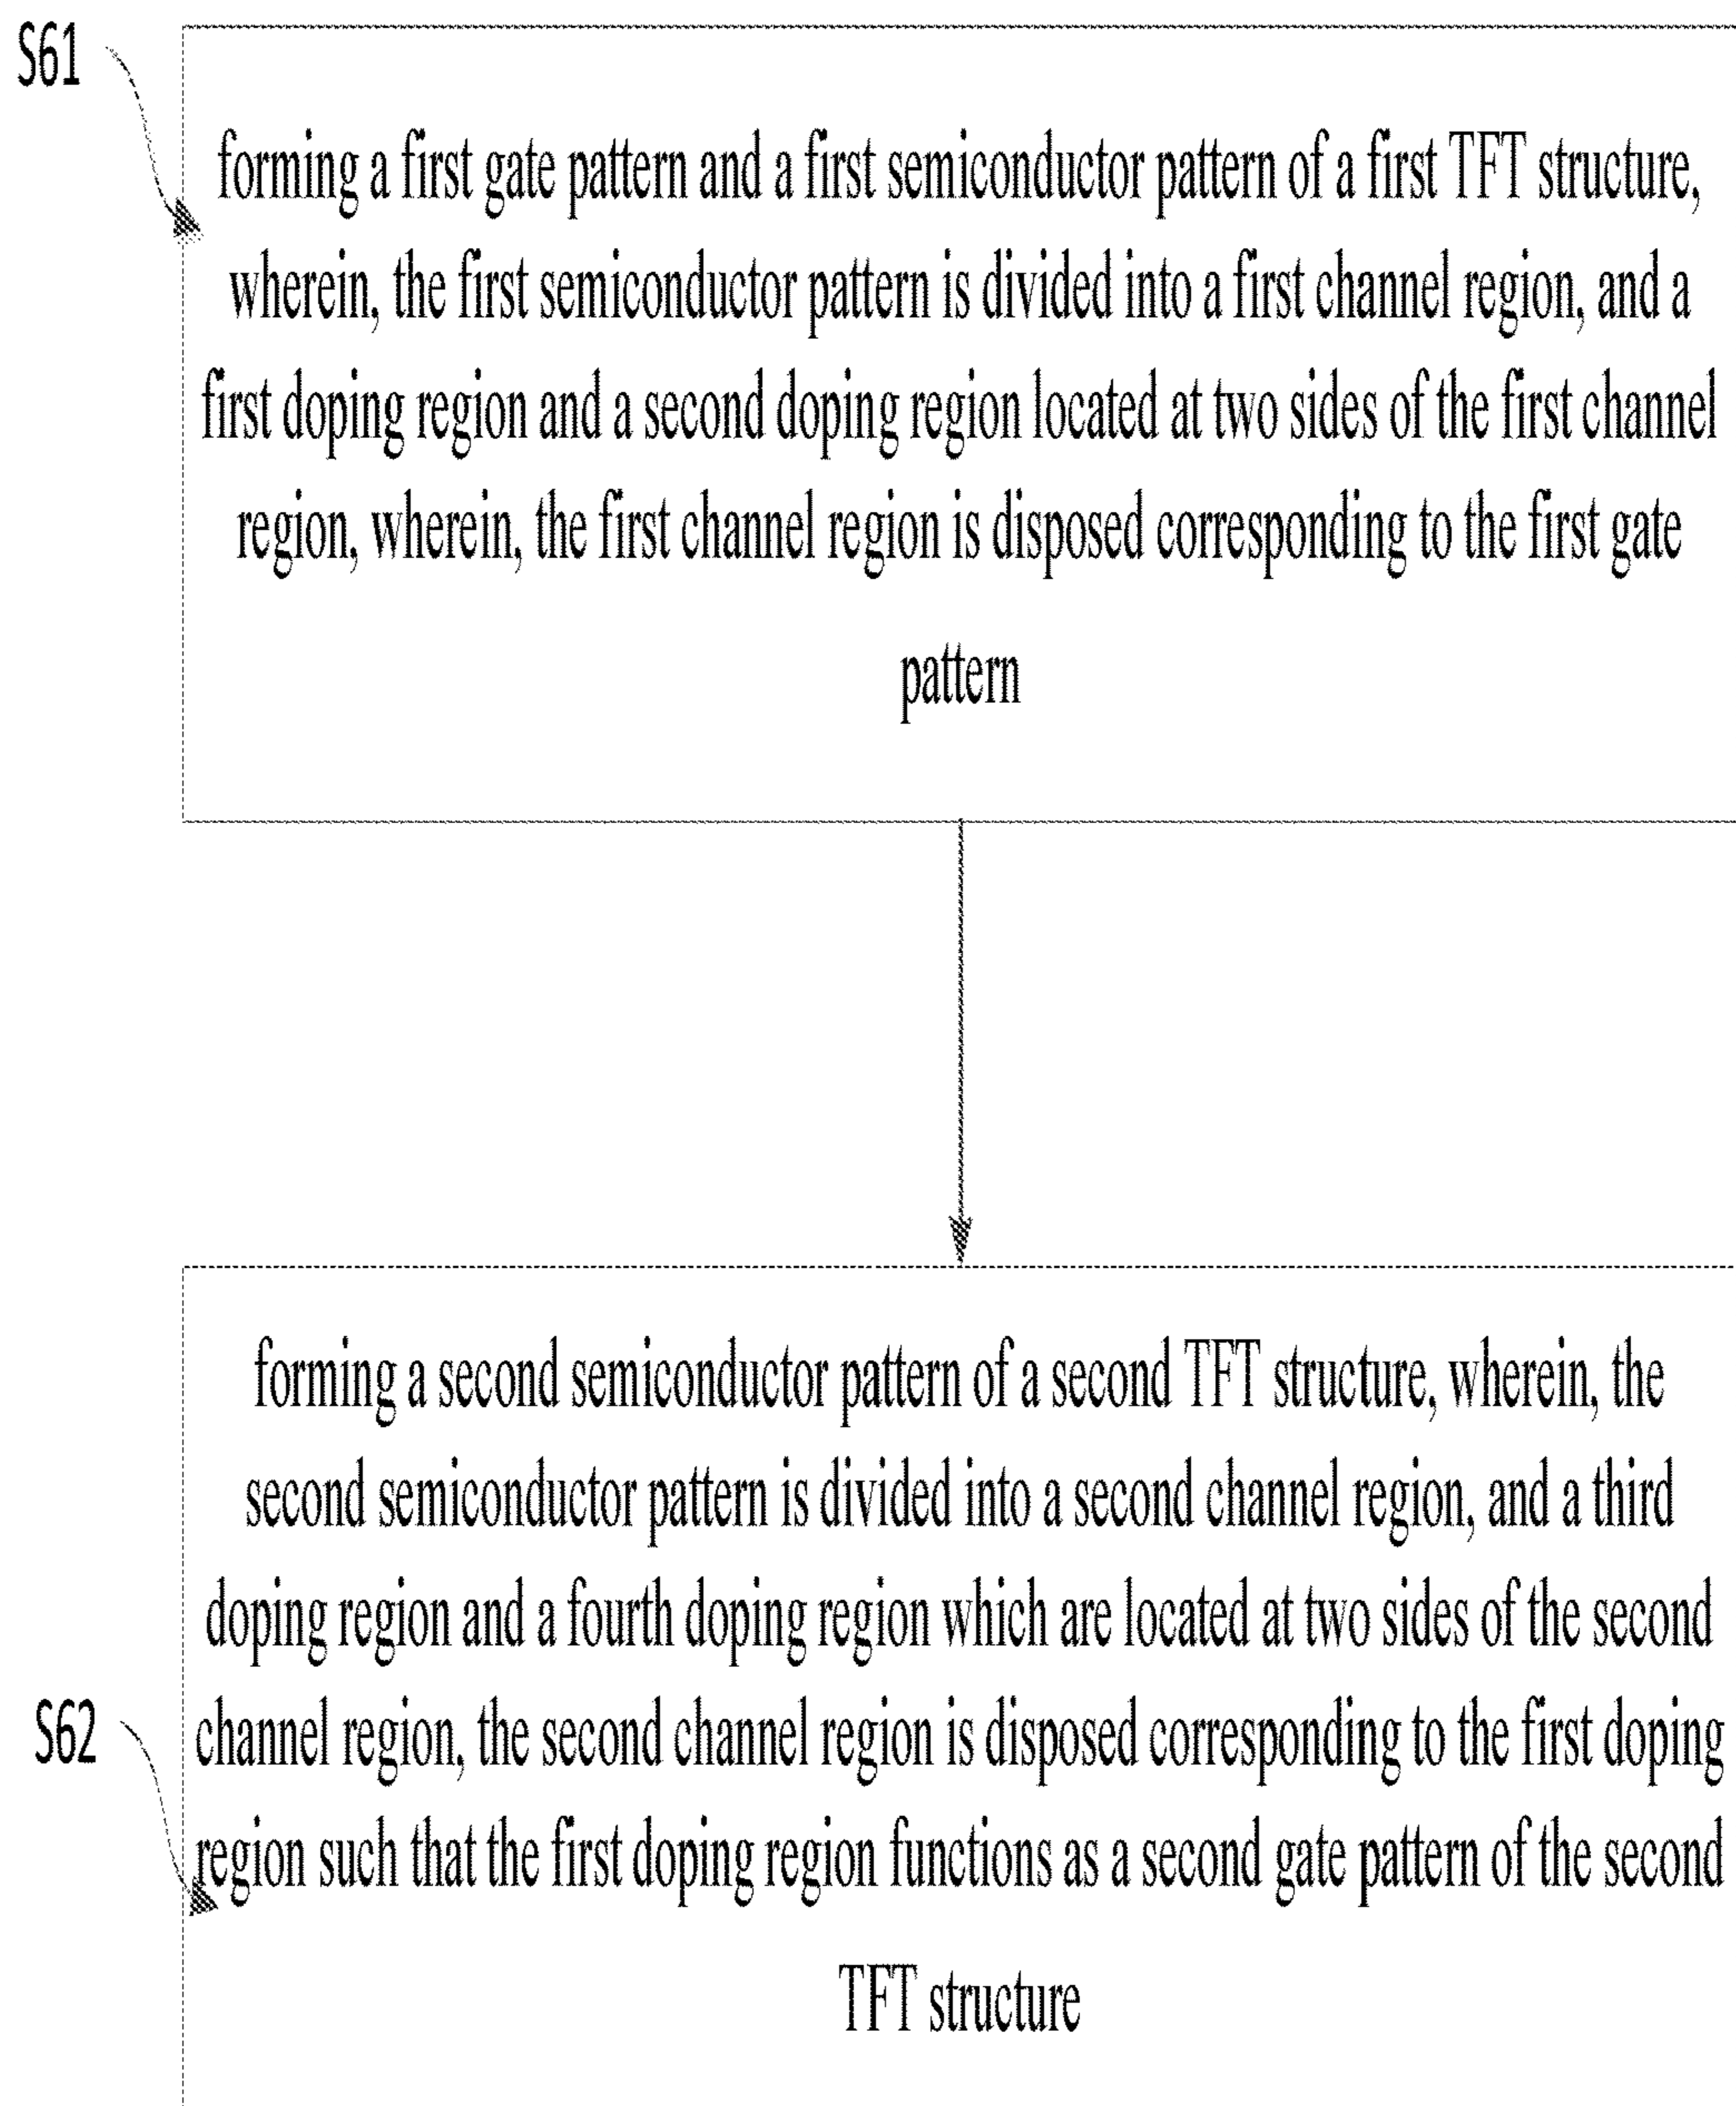 S61
forming a first gate pattern and a first semiconductor pattern of a first TFT structure,
wherein, the first semiconductor pattern is divided into a first channel region, and a
first doping region and a second doping region located at two sides of the first channel
region, wherein, the first channel region is disposed corresponding to the first gate
pattern
forming a second semiconductor pattern of a second TFT structure, wherein, the
second semiconductor pattern is divided into a second channel region, and a third
doping region and a fourth doping region which are located at two sides of the second
S62
channel region, the second channel region is disposed corresponding to the first doping
region such that the first doping region functions as a second gate pattern of the second
TFT structure